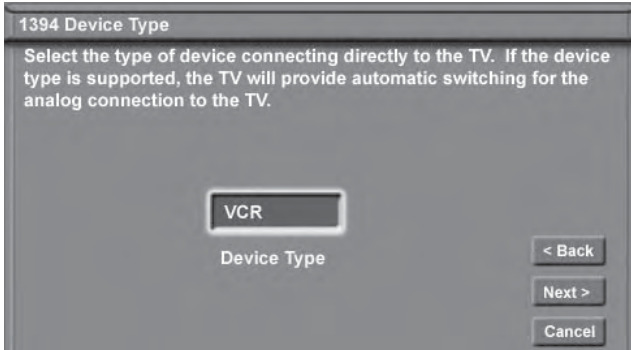 1394 Device Type
Select the type of device connecting directly to the TV.  If the device
type is supported, the TV will provide automatic switching for the
analog connection to the TV.
VCR
Device Type
< Back
Next >
Cancel